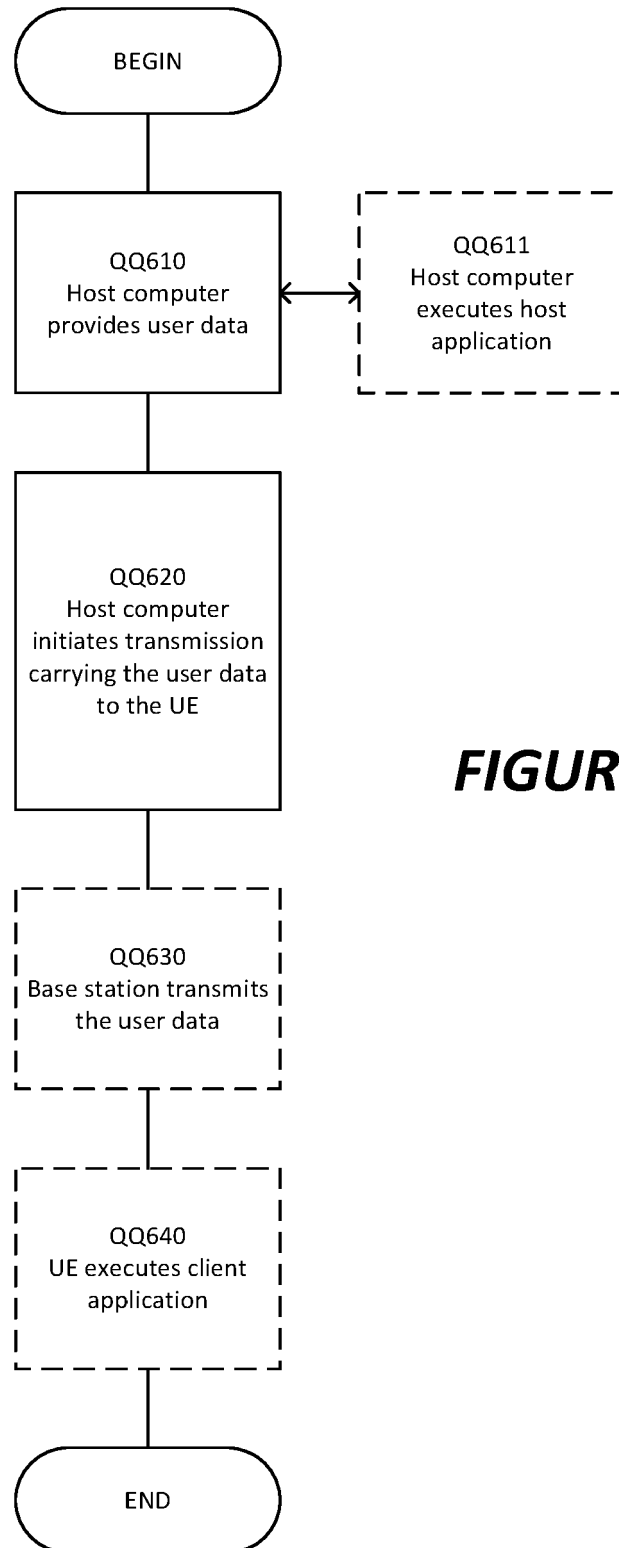 BEGIN
QQ610
Host computer
provides user data
QQ611
Host computer
executes host
application
QQ620
Host computer
initiates transmission
carrying the user data
to the UE
FIGUR
QQ630
Base station transmits
the user data
QQ640
UE executes client
application
END